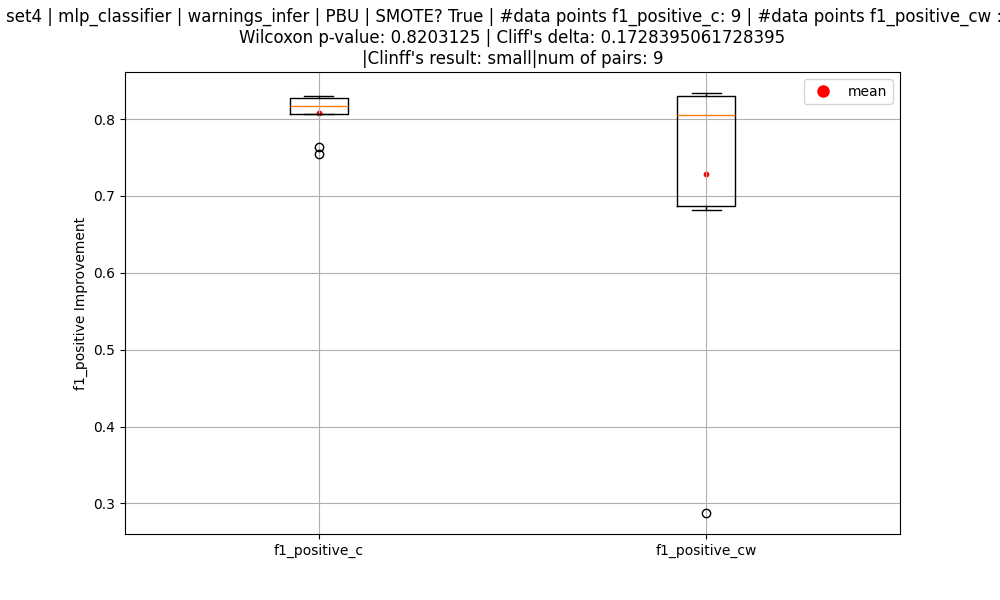 set4 | mlp_classifier | warnings_infer | PBU | SMOTE? True | #data points f1_positive_c: 9 | #data points f1_positive_cw :
Wilcoxon p-value: 0.8203125 | Cliff's delta: 0.1728395061728395
|Clinff's result: small|num of pairs: 9
mean
0.8
0.7
0.6
0.5
0.4
0.3
f1_positive Improvement
f1_positive_c
f1_positive_cw